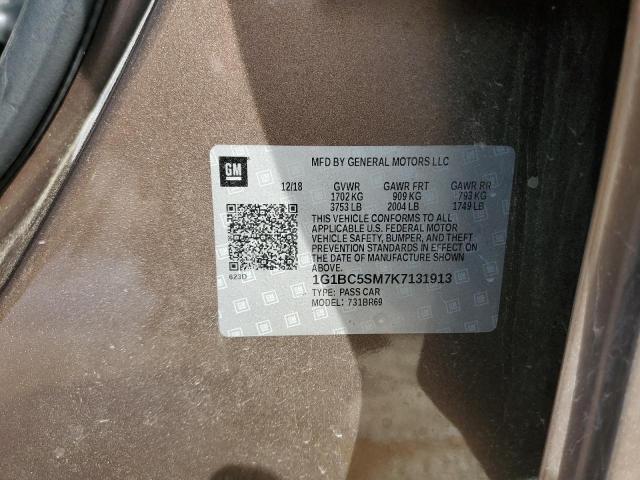 GM
MFD BY GENERAL MOTORS LLC
12/18 GVWR GAWR FRT GAWR RR
1702 KG 909 KG 793 KG
3753 LB 2004 LB 1749 LB
THIS VEHICLE CONFORMS TO ALL
APPLICABLE U.S. FEDERAL MOTOR
VEHICLE SAFETY, BUMPER, AND THEFT
PREVENTION STANDARDS IN EFFECT ON
THE DATE OF MANUFACTURE SHOWN
ABOVE.
623D
1G1BC5SM7K7131913
TYPE: PASS CAR
MODEL: 731BR69